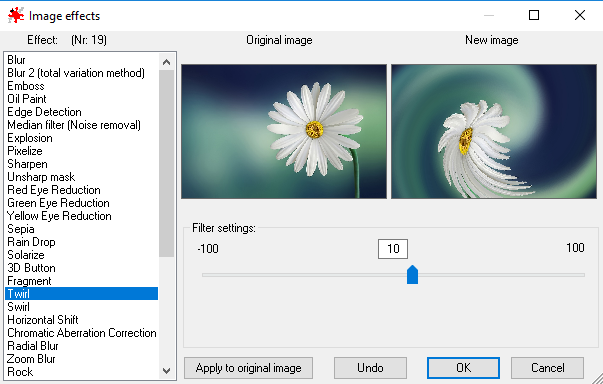 Image effects
Effect: (Nr: 19)
Original image
New image
Blur
Blur 2 (total variation method)
Emboss
Oil Paint
Edge Detection
Median filter (Noise removal)
Explosion
Pixelize
Sharpen
Unsharp mask
Red Eye Reduction
Green Eye Reduction
Yellow Eye Reduction
Sepia
Rain Drop
Solarize
3D Button
Fragment
Twirl
Swirl
Horizontal Shift
Chromatic Aberration Correction
Radial Blur
Zoom Blur
Rock
Filter settings:
-100 10 100
Apply to original image
Undo
OK
Cancel